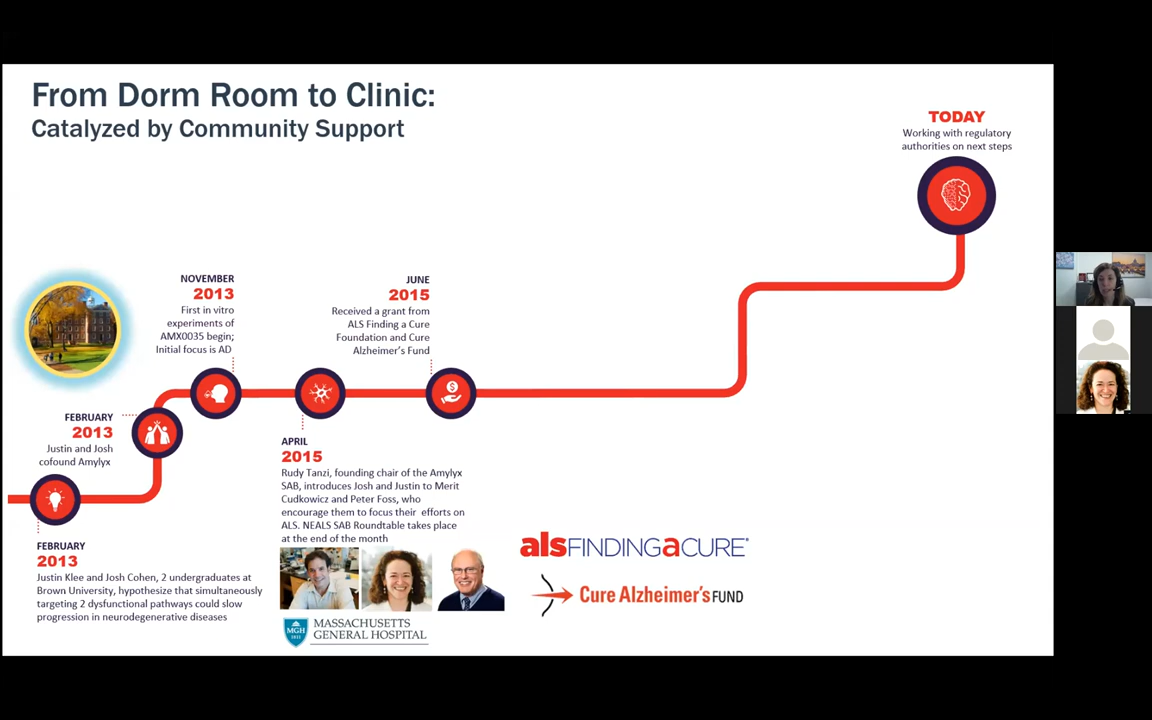 From Dorm Room to Clinic:
Catalyzed by Community Support
TODAY
Working with regulatory
authorities on next steps
NOVEMBER
2013
First in vitro
experiments of
AMX0035 begin;
Initial focus is AD
JUNE
2015
Received a grant from
ALS Finding a Cure
Foundation and Cure
Alzheimer's Fund
FEBRUARY
2013
Justin and Josh
cofound Amylyx
APRIL
2015
Rudy Tanzi, founding chair of the Amylyx
SAB, introduces Josh and Justin to Merit
Cudkowicz and Peter Foss, who
encourage them to focus their efforts on
ALS. NEALS SAB Roundtable takes place
at the end of the month
FEBRUARY
2013
Justin Klee and Josh Cohen, 2 undergraduates at
Brown University, hypothesize that simultaneously
targeting 2 dysfunctional pathways could slow
progression in neurodegenerative diseases
alsFINDINGaCURE®
Cure Alzheimer's FUND
MGH
1811
MASSACHUSETTS
GENERAL HOSPITAL